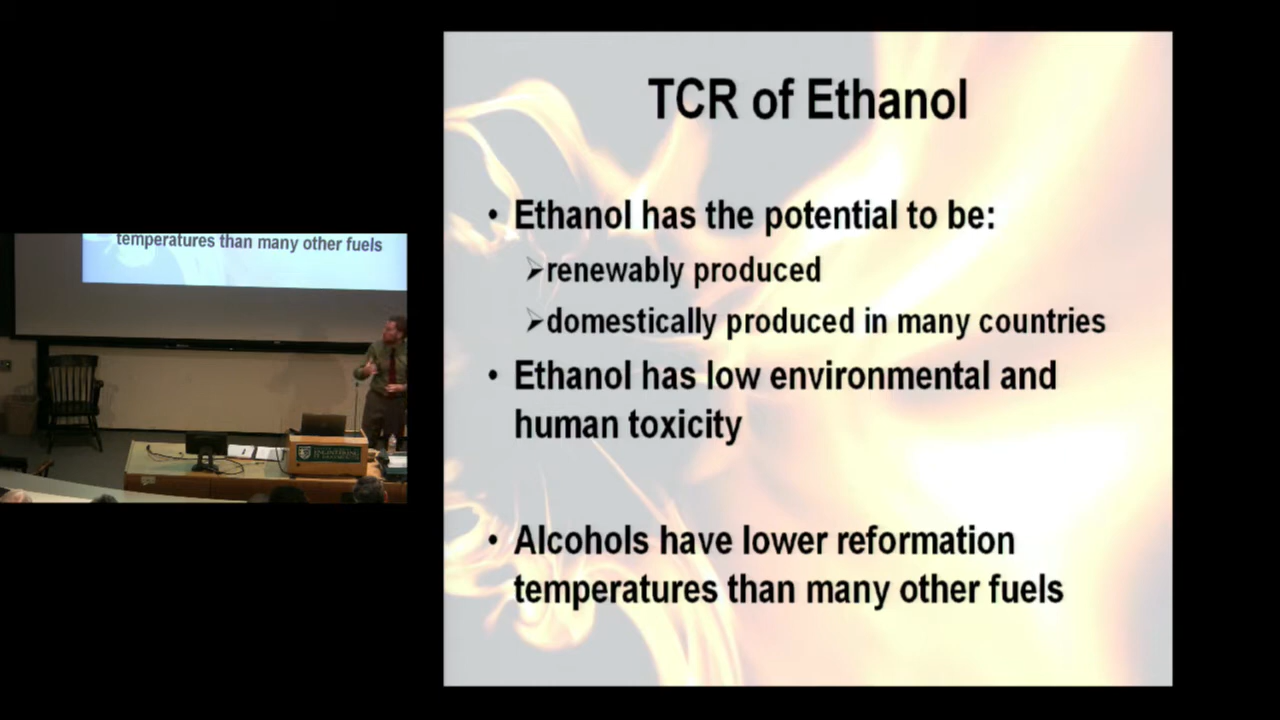 TCR of Ethanol
• Ethanol has the potential to be:
➢renewably produced
➢domestically produced in many countries
• Ethanol has low environmental and
human toxicity
• Alcohols have lower reformation
temperatures than many other fuels
temperatures than many other fuels